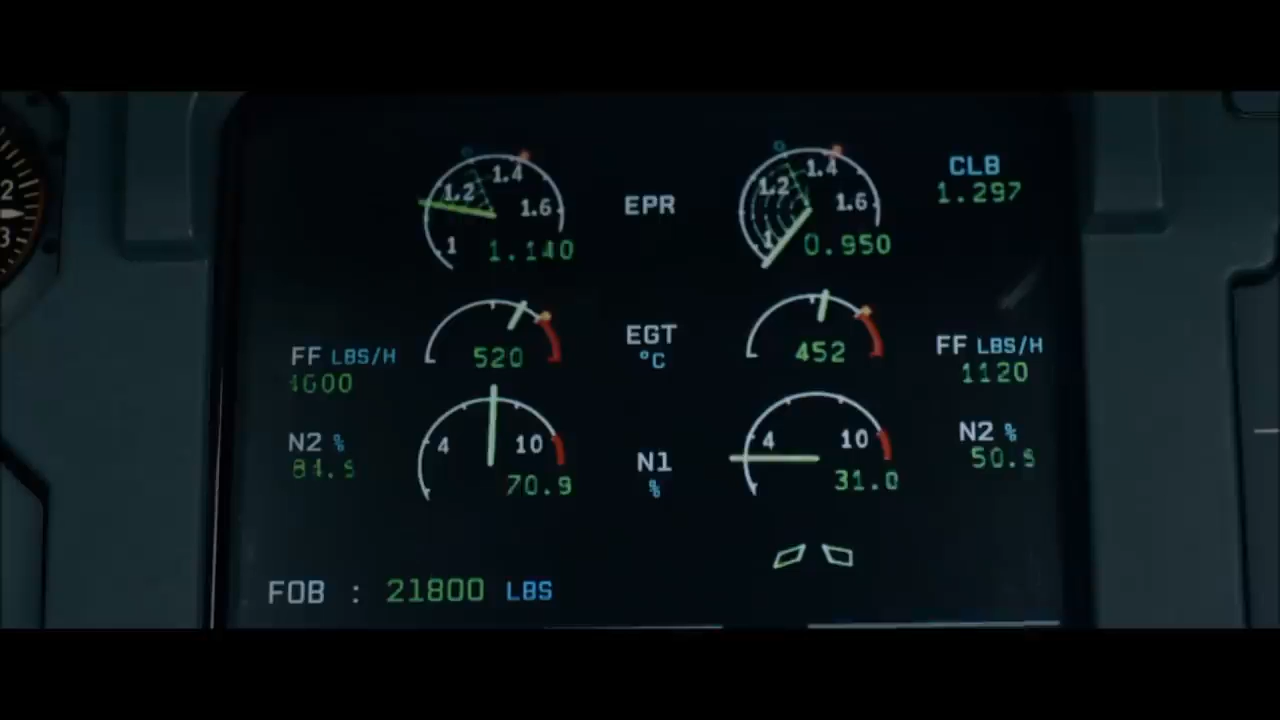 1.4 1.4 CLB
1.2 1.6 EPR 1.2 1.6 1.297
1 1.140 1 0.950
EGT
FF LBS/H 520 °C 452 FF LBS/H
1120
N2 % 4 10 4 10 N2 %
70.9 N1 31.0
%
FOB : 21800 LBS
2
3